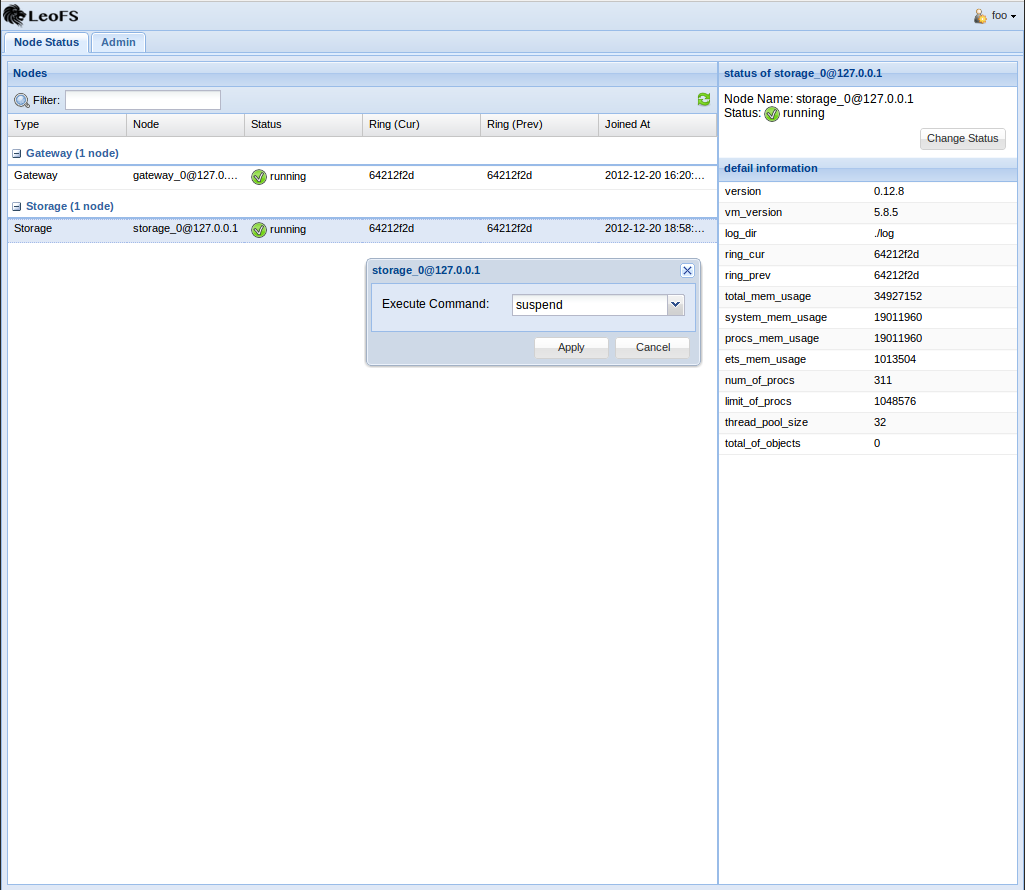 LeoFS
foo
Node Status Admin
Nodes
Filter:
Type Node Status Ring (Cur) Ring (Prev) Joined At
Gateway (1 node)
Gateway gateway_0@127.0.... running 64212f2d 64212f2d 2012-12-20 16:20:...
Storage (1 node)
Storage storage_0@127.0.0.1 running 64212f2d 64212f2d 2012-12-20 18:58:...
storage_0@127.0.0.1
Execute Command: suspend
Apply Cancel
status of storage_0@127.0.0.1
Node Name: storage_0@127.0.0.1
Status: running
Change Status
defail information
version 0.12.8
vm_version 5.8.5
log_dir ./log
ring_cur 64212f2d
ring_prev 64212f2d
total_mem_usage 34927152
system_mem_usage 19011960
procs_mem_usage 19011960
ets_mem_usage 1013504
num_of_procs 311
limit_of_procs 1048576
thread_pool_size 32
total_of_objects 0